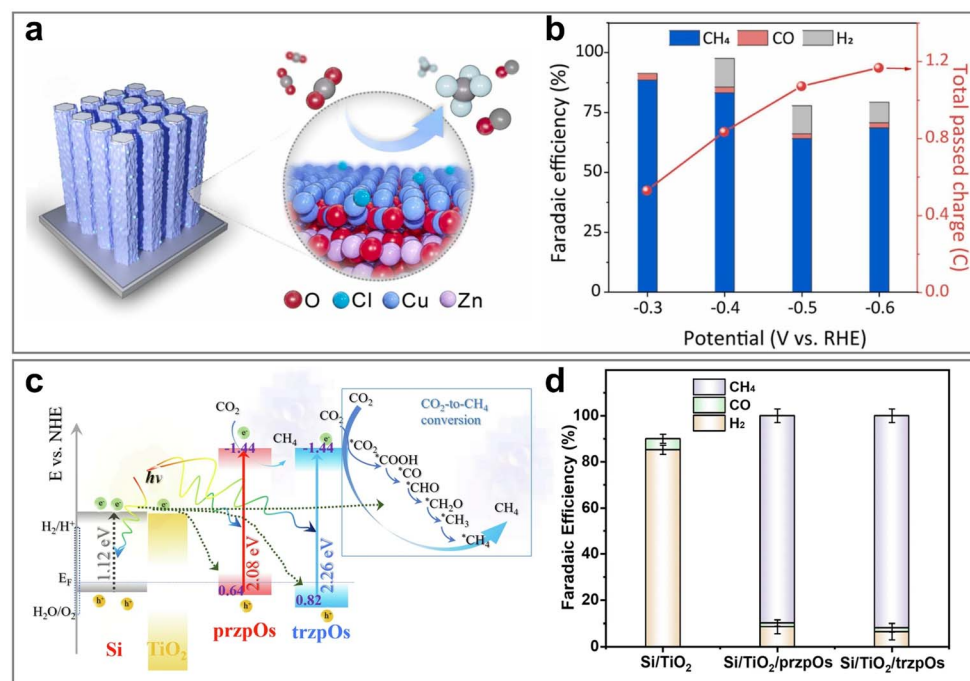 a
O Cl Cu Zn
b
CH₄ CO H₂
Faradaic efficiency (%)
100
75
50
25
0
-0.3 -0.4 -0.5 -0.6
Potential (V vs. RHE)
1.2
0.8
0.4
0.0
Total passed charge (C)
c
E vs. NHE
H₂/H⁺
E_F
H₂O/O₂
hv
e⁻ e⁻
1.12 eV
h⁺ h⁺
Si
TiO₂
e⁻
CO₂
e⁻
-1.44
2.08 eV
0.64
h⁺
przpOs
CH₄
CO₂
e⁻
-1.44
2.26 eV
0.82
h⁺
trzpOs
CO₂
CO₂-to-CH₄
conversion
*CO₂
*COOH
*CO
*CHO
*CH₂O
*CH₃
*CH₄
CH₄
d
CH₄
CO
H₂
Faradaic Efficiency (%)
100
80
60
40
20
0
Si/TiO₂ Si/TiO₂/przpOs Si/TiO₂/trzpOs